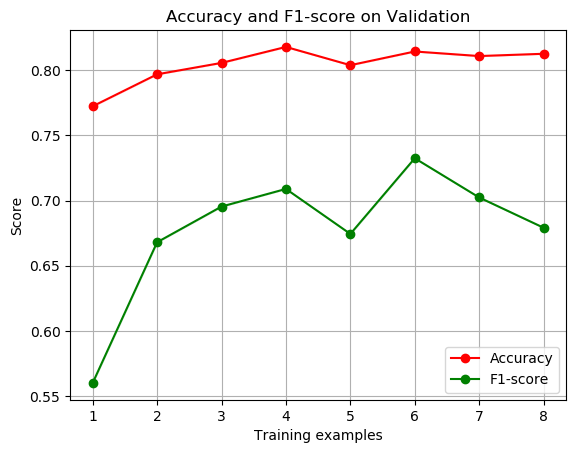 Accuracy and F1-score on Validation
Score
0.80
0.75
0.70
0.65
0.60
0.55
Accuracy
F1-score
1 2 3 4 5 6 7 8
Training examples